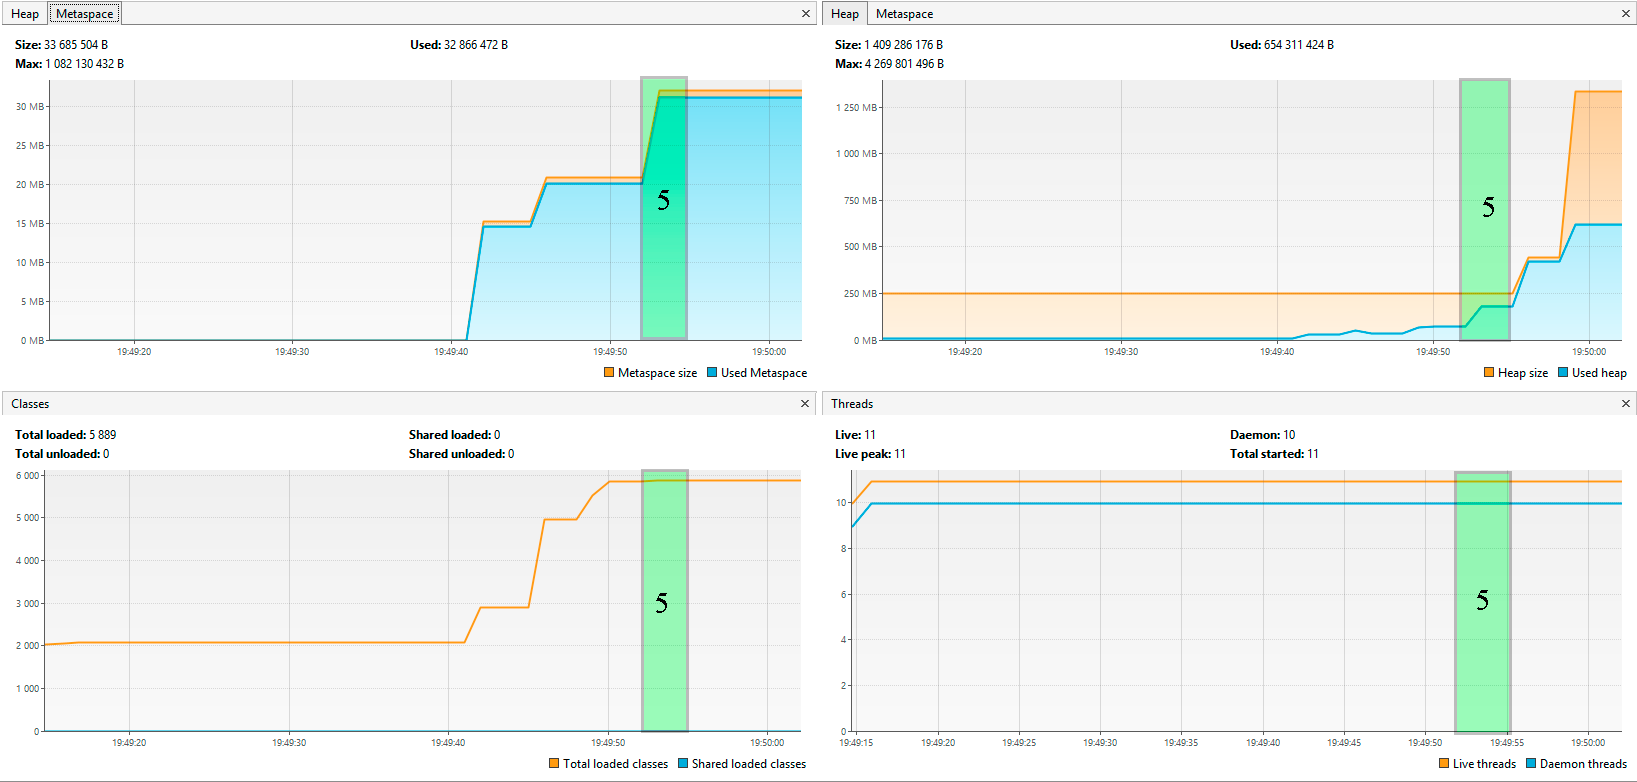 Heap Metaspace ×
Size: 33 685 504 B Used: 32 866 472 B
Max: 1 082 130 432 B
30 MB
25 MB
20 MB
15 MB
10 MB
5 MB
0 MB
5
19:49:20 19:49:30 19:49:40 19:49:50 19:50:00
Metaspace size Used Metaspace
Heap Metaspace ×
Size: 1 409 286 176 B Used: 654 311 424 B
Max: 4 269 801 496 B
1 250 MB
1 000 MB
750 MB
500 MB
250 MB
0 MB
5
19:49:20 19:49:30 19:49:40 19:49:50 19:50:00
Heap size Used heap
Classes ×
Total loaded: 5 889 Shared loaded: 0
Total unloaded: 0 Shared unloaded: 0
6 000
5 000
4 000
3 000
2 000
1 000
0
5
19:49:20 19:49:30 19:49:40 19:49:50 19:50:00
Total loaded classes Shared loaded classes
Threads ×
Live: 11 Daemon: 10
Live peak: 11 Total started: 11
10
8
6
4
2
0
5
19:49:15 19:49:20 19:49:25 19:49:30 19:49:35 19:49:40 19:49:45 19:49:50 19:49:55 19:50:00
Live threads Daemon threads